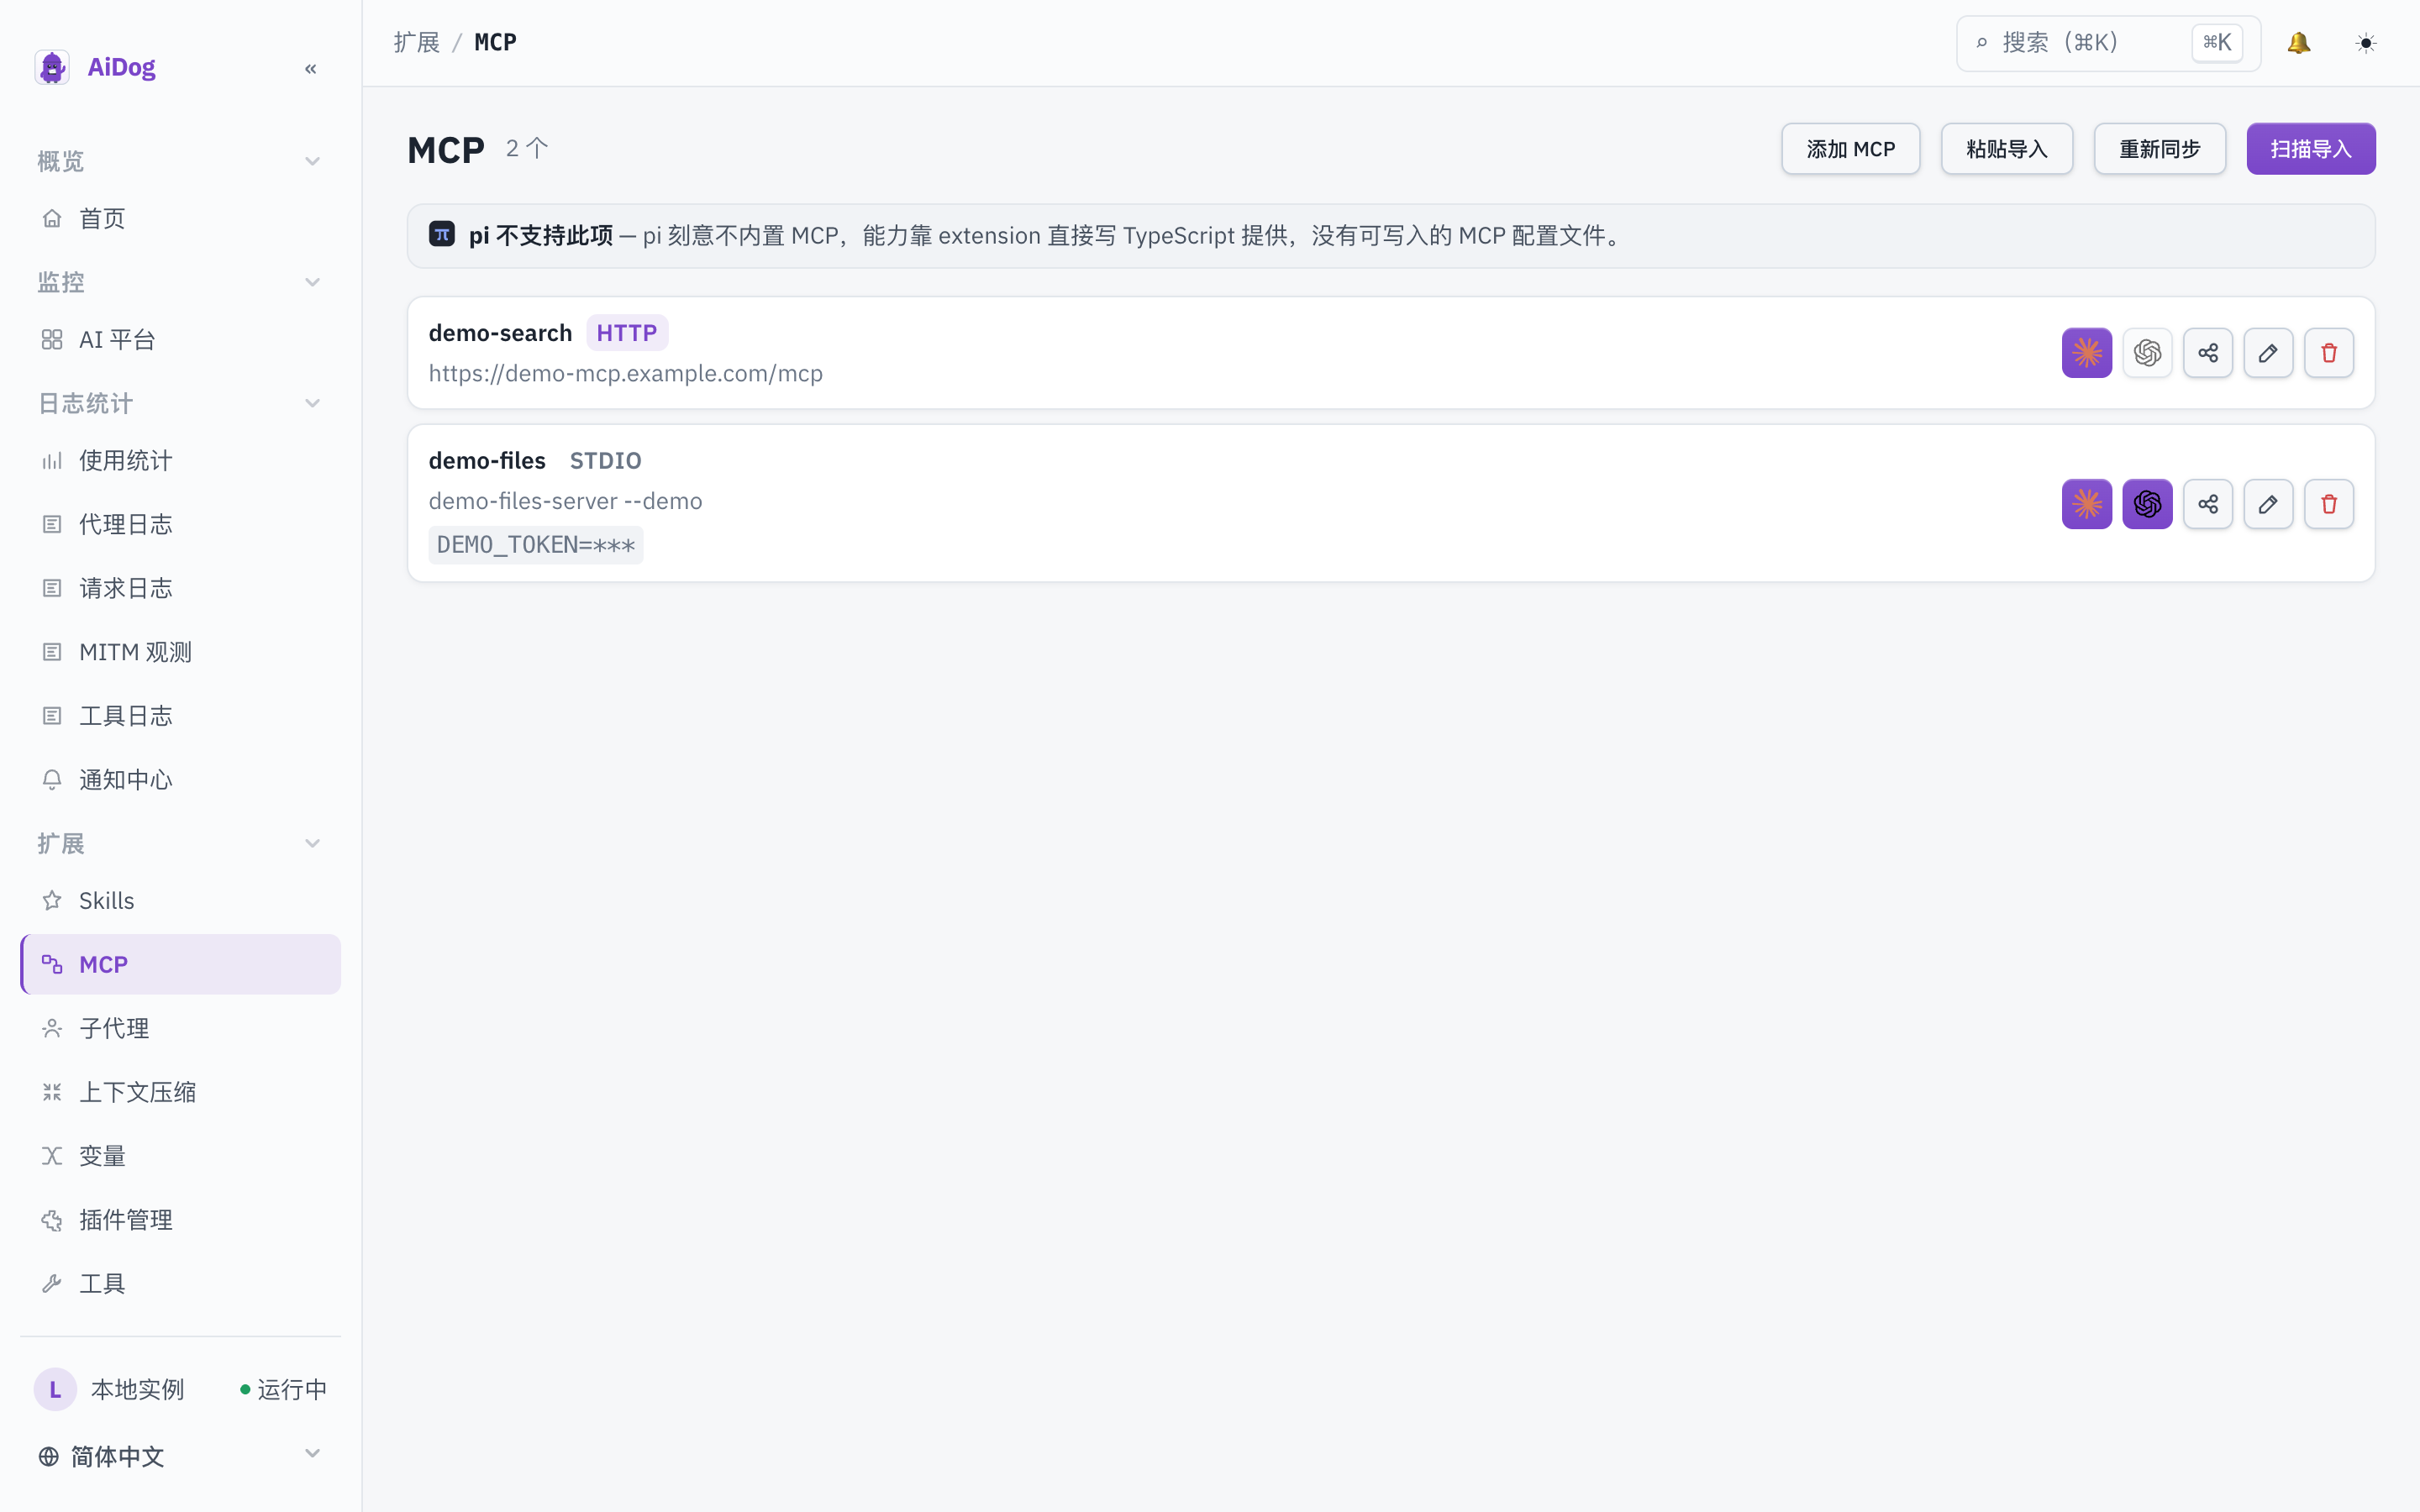 AiDog
«
概览
首页
监控
AI 平台
日志统计
使用统计
代理日志
请求日志
MITM 观测
工具日志
通知中心
扩展
Skills
MCP
子代理
上下文压缩
变量
插件管理
工具
L 本地实例 运行中
简体中文
扩展 / MCP
搜索（⌘K） ⌘K
MCP 2 个
添加 MCP 粘贴导入 重新同步 扫描导入
π pi 不支持此项 — pi 刻意不内置 MCP，能力靠 extension 直接写 TypeScript 提供，没有可写入的 MCP 配置文件。
demo-search HTTP
https://demo-mcp.example.com/mcp
demo-files STDIO
demo-files-server --demo
DEMO_TOKEN=***